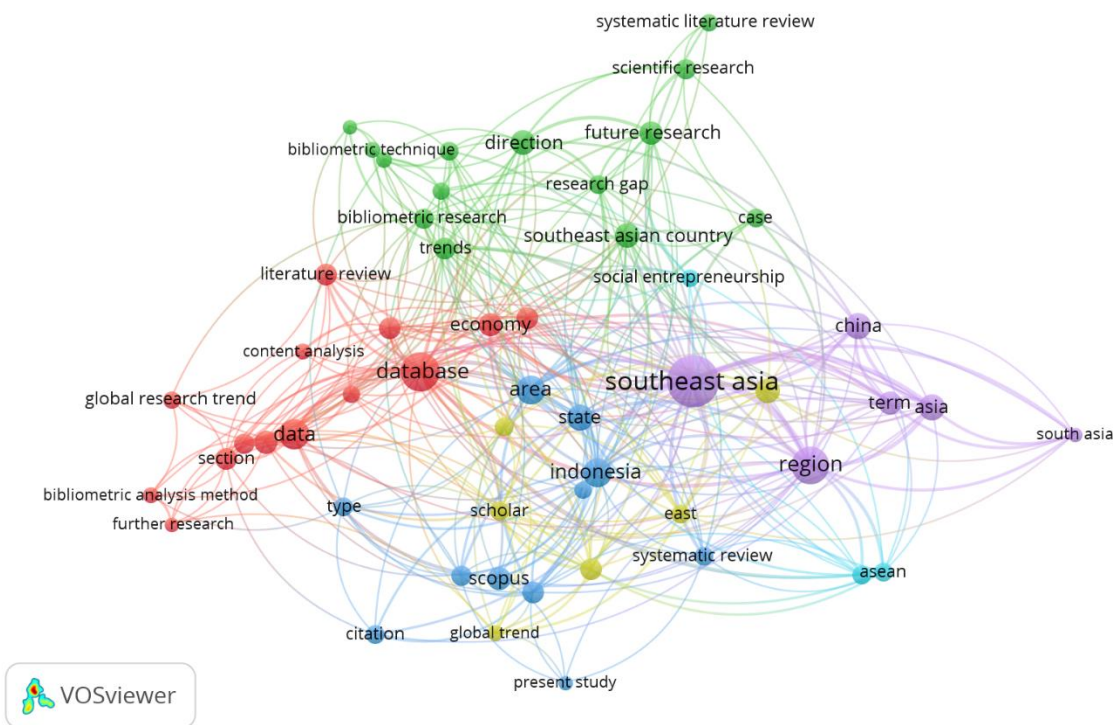 systematic literature review
scientific research
future research
direction
bibliometric technique
research gap
bibliometric research
case
southeast asian country
trends
literature review
social entrepreneurship
economy
china
content analysis
database
southeast asia
area
global research trend
term
asia
state
data
south asia
section
region
indonesia
bibliometric analysis method
type
scholar
east
further research
systematic review
scopus
asean
citation
global trend
present study
VOSviewer